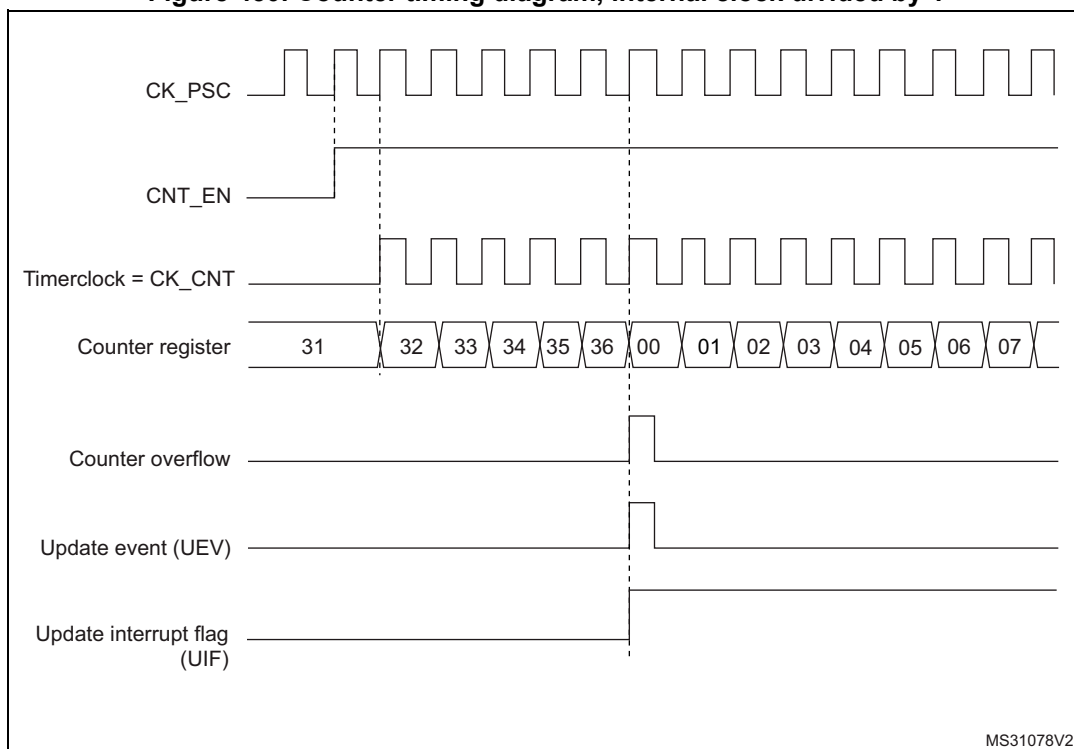 Figure Counter timing diagram, internal clock divided by 1
CK_PSC
CNT_EN
Timerclock = CK_CNT
Counter register 31 32 33 34 35 36 00 01 02 03 04 05 06 07
Counter overflow
Update event (UEV)
Update interrupt flag
(UIF)
MS31078V2